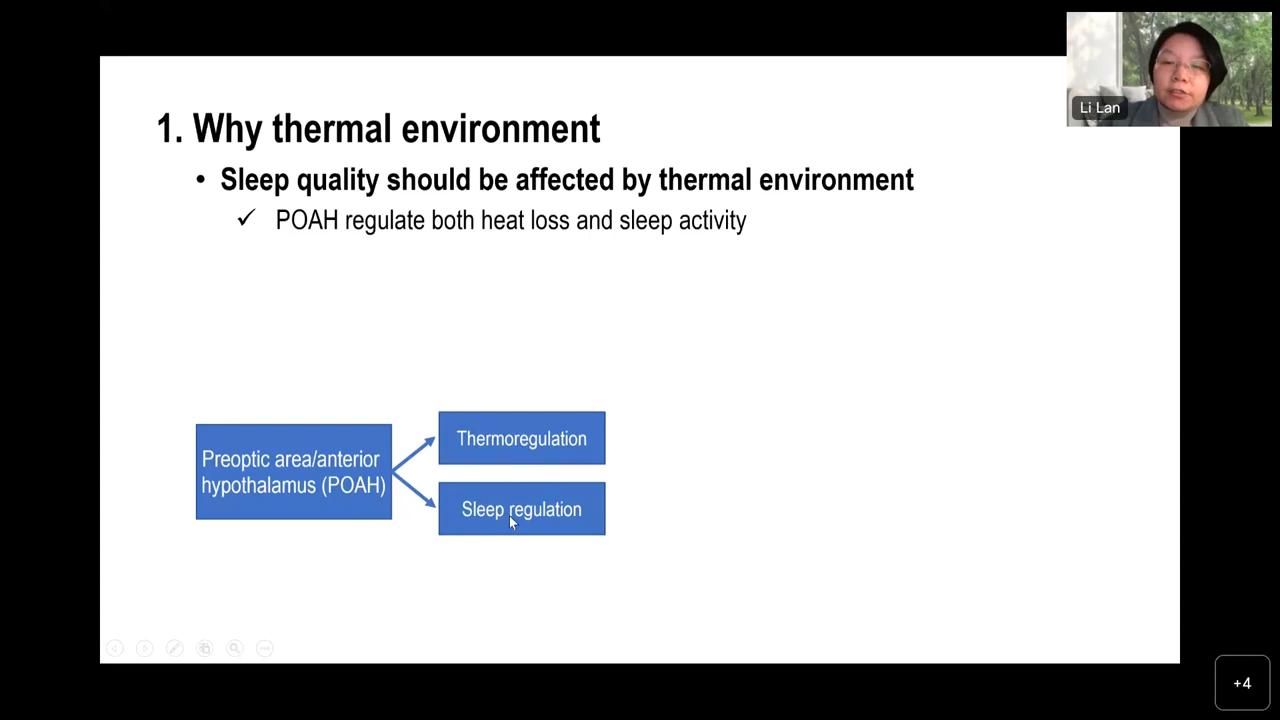 Li Lan
1. Why thermal environment
• Sleep quality should be affected by thermal environment
✓ POAH regulate both heat loss and sleep activity
Preoptic area/anterior
hypothalamus (POAH)
Thermoregulation
Sleep regulation
+4